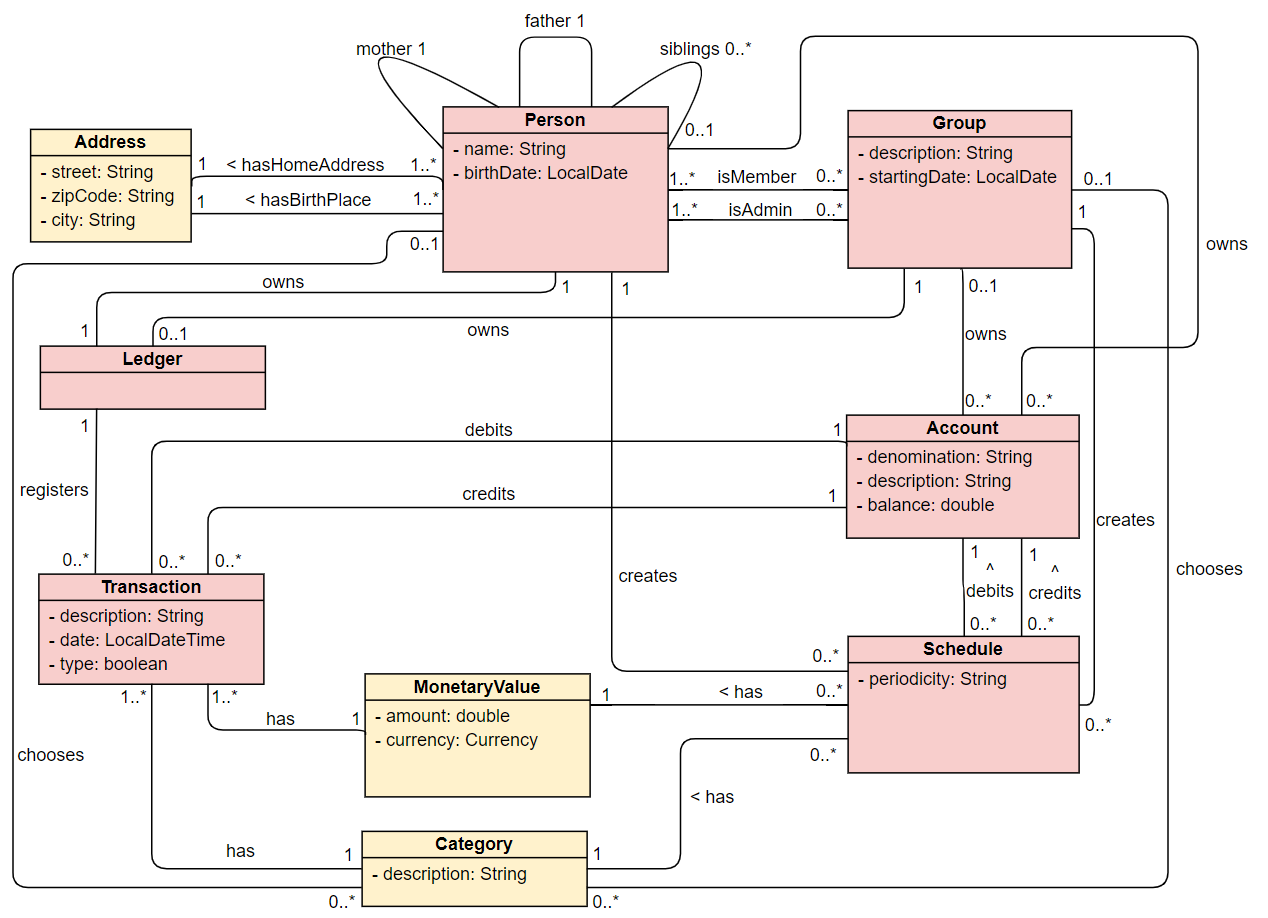 father 1
mother 1
siblings 0..*
Person
- name: String
- birthDate: LocalDate
0..1
Group
- description: String
- startingDate: LocalDate
Address
- street: String
- zipCode: String
- city: String
1
< hasHomeAddress
1..*
1
< hasBirthPlace
1..*
0..1
1..*
isMember
0..*
1..*
isAdmin
0..*
0..1
1
owns
owns
1
1
1
0..1
1
0..1
owns
owns
Ledger
1
registers
0..*
0..*
0..*
Account
- denomination: String
- description: String
- balance: double
debits
1
credits
1
creates
chooses
1
^
debits
0..*
1
^
credits
0..*
0..*
0..*
Transaction
- description: String
- date: LocalDateTime
- type: boolean
creates
0..*
Schedule
- periodicity: String
1..*
1..*
has
1
MonetaryValue
- amount: double
- currency: Currency
1
< has
0..*
0..*
0..*
chooses
< has
has
1
Category
- description: String
1
0..*
0..*